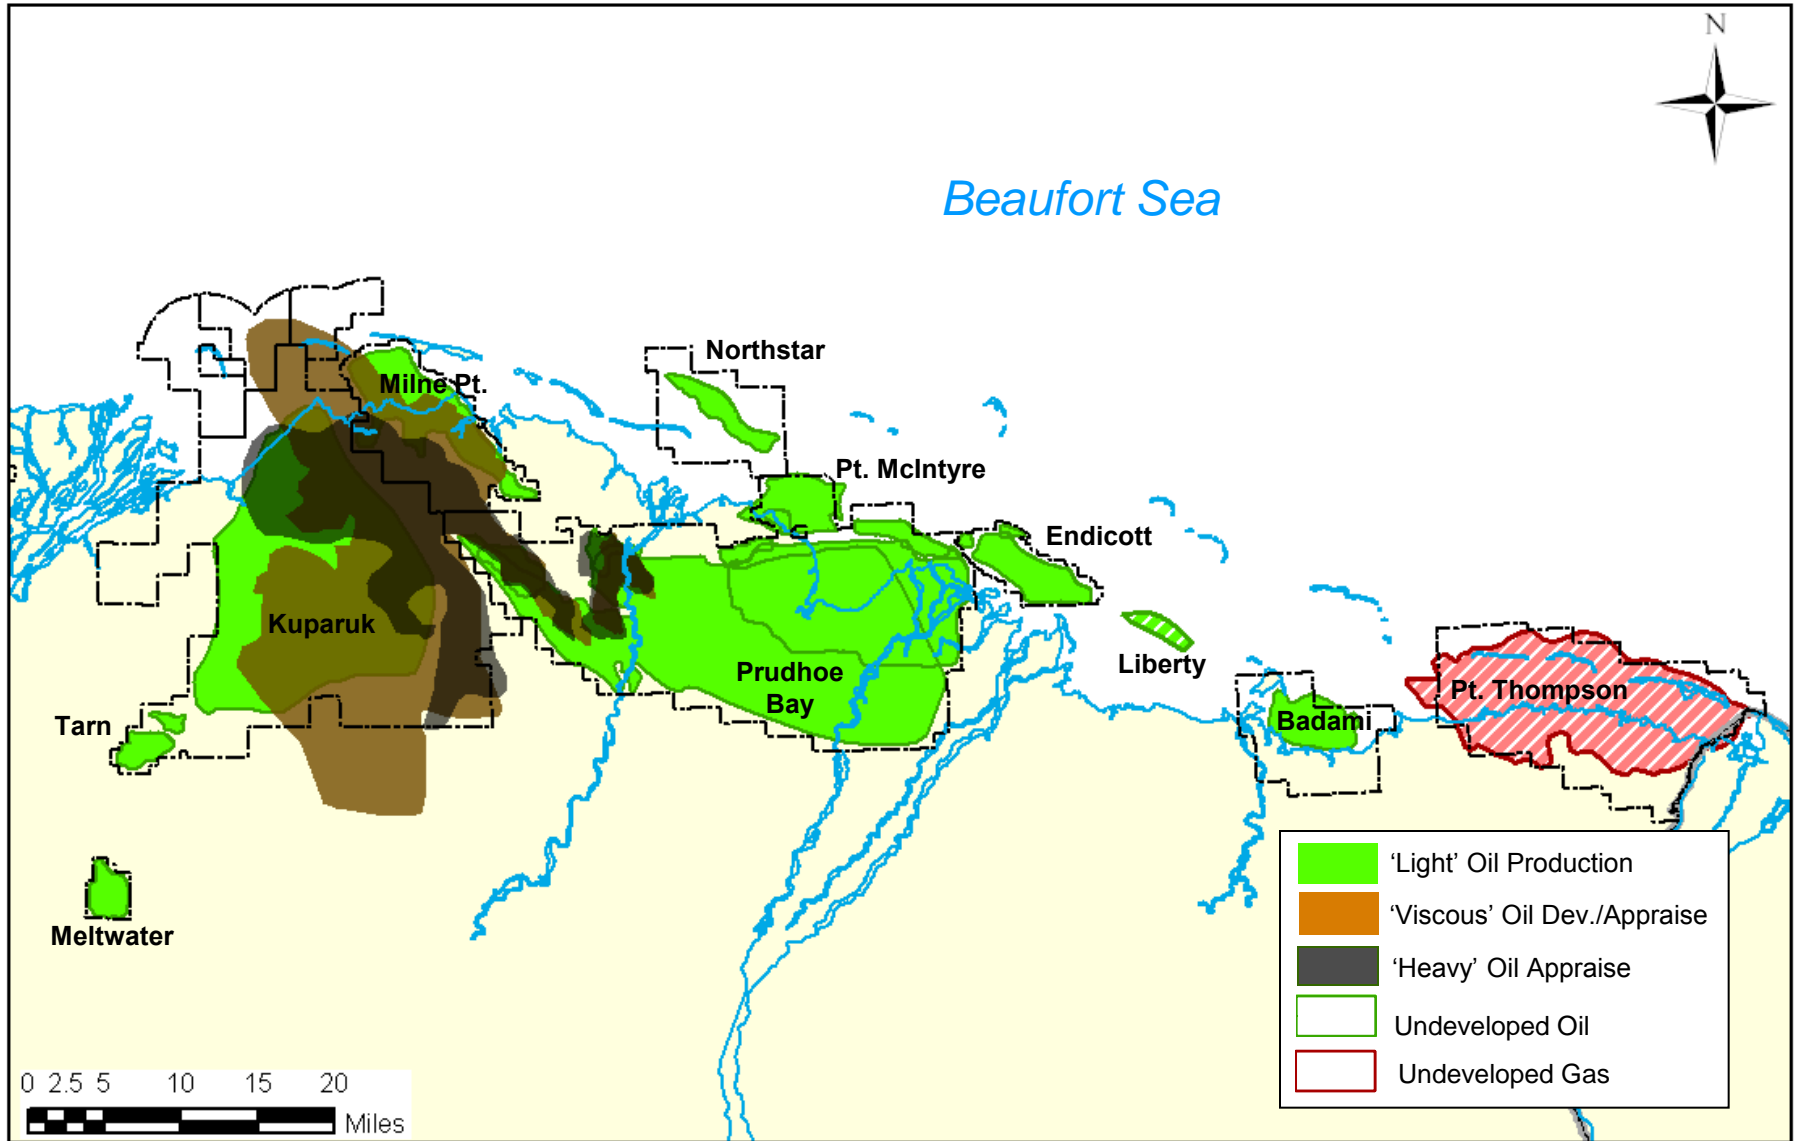 N
Beaufort Sea
Northstar
Milne Pt.
Pt. McIntyre
Endicott
Kuparuk
Liberty
Prudhoe
Bay
Pt. Thompson
Badami
Tarn
Meltwater
‘Light’ Oil Production
‘Viscous’ Oil Dev./Appraise
‘Heavy’ Oil Appraise
Undeveloped Oil
Undeveloped Gas
0 2.5 5 10 15 20
Miles